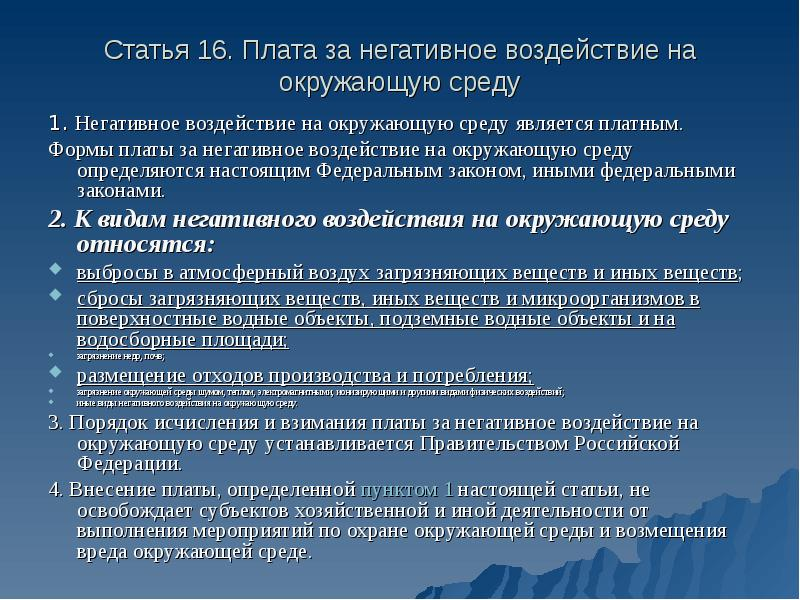 Статья 16. Плата за негативное воздействие на
окружающую среду
1. Негативное воздействие на окружающую среду является платным.
Формы платы за негативное воздействие на окружающую среду
определяются настоящим Федеральным законом, иными федеральными
законами.
2. К видам негативного воздействия на окружающую среду
относятся:
выбросы в атмосферный воздух загрязняющих веществ и иных веществ;
сбросы загрязняющих веществ, иных веществ и микроорганизмов в
поверхностные водные объекты, подземные водные объекты и на
водосборные площади;
загрязнение недр, почв;
размещение отходов производства и потребления;
загрязнение окружающей среды шумом, теплом, электромагнитными, ионизирующими и другими видами физических воздействий;
иные виды негативного воздействия на окружающую среду.
3. Порядок исчисления и взимания платы за негативное воздействие на
окружающую среду устанавливается Правительством Российской
Федерации.
4. Внесение платы, определенной пунктом 1 настоящей статьи, не
освобождает субъектов хозяйственной и иной деятельности от
выполнения мероприятий по охране окружающей среды и возмещения
вреда окружающей среде.